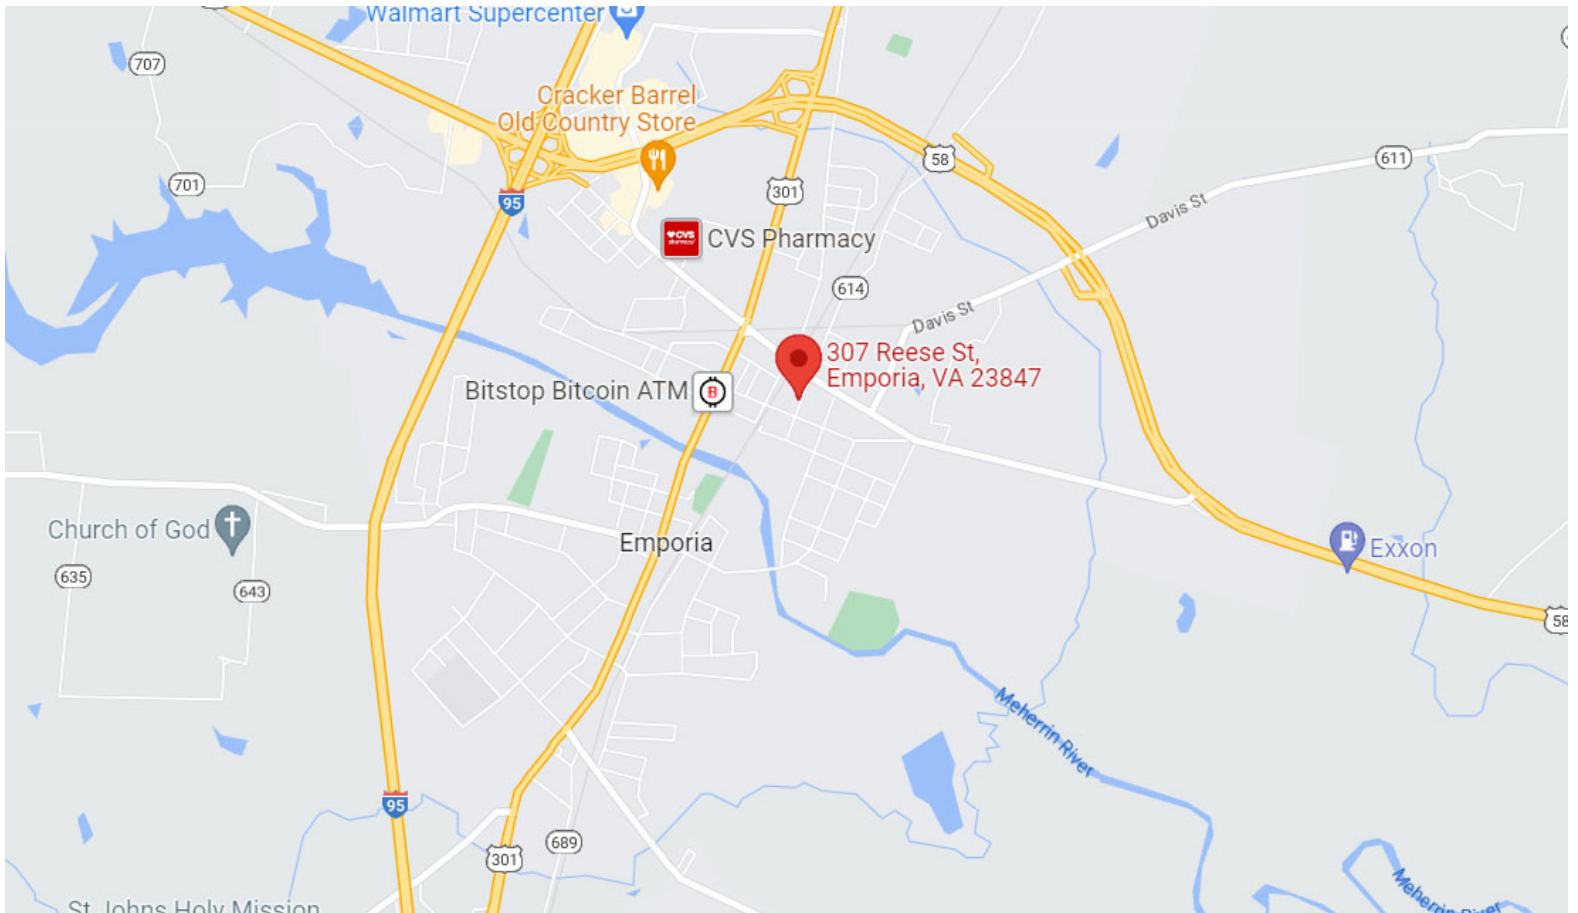 Walmart Supercenter
707
Cracker Barrel
Old Country Store
58
611
701
301
95
Davis St
CVS pharmacy
CVS Pharmacy
614
Davis St
307 Reese St,
Emporia, VA 23847
Bitstop Bitcoin ATM
B
Church of God
Emporia
Exxon
635
643
58
Meherrin River
95
689
301
Meherrin River
St. Johns Holy Mission